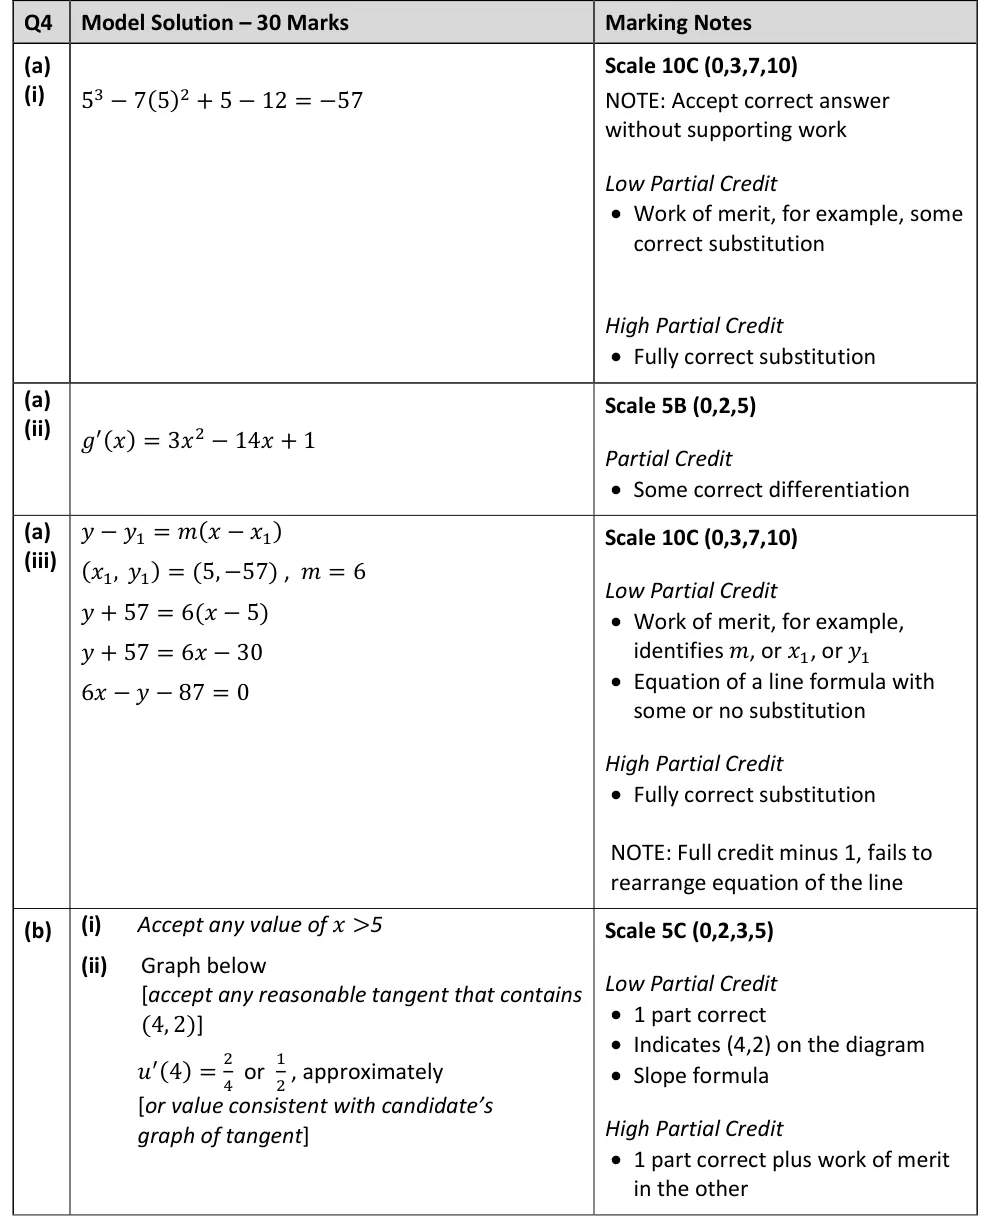 Q4 Model Solution – 30 Marks Marking Notes
(a)
(i)
5³ − 7(5)² + 5 − 12 = −57
Scale 10C (0,3,7,10)
NOTE: Accept correct answer
without supporting work
Low Partial Credit
• Work of merit, for example, some
correct substitution
High Partial Credit
• Fully correct substitution
(a)
(ii)
g′(x) = 3x² − 14x + 1
Scale 5B (0,2,5)
Partial Credit
• Some correct differentiation
(a)
(iii)
y − y₁ = m(x − x₁)
(x₁, y₁) = (5, −57) , m = 6
y + 57 = 6(x − 5)
y + 57 = 6x − 30
6x − y − 87 = 0
Scale 10C (0,3,7,10)
Low Partial Credit
• Work of merit, for example,
identifies m, or x₁, or y₁
• Equation of a line formula with
some or no substitution
High Partial Credit
• Fully correct substitution
NOTE: Full credit minus 1, fails to
rearrange equation of the line
(b)
(i) Accept any value of x >5
(ii) Graph below
[accept any reasonable tangent that contains
(4, 2)]
u′(4) = 2/4 or 1/2 , approximately
[or value consistent with candidate’s
graph of tangent]
Scale 5C (0,2,3,5)
Low Partial Credit
• 1 part correct
• Indicates (4,2) on the diagram
• Slope formula
High Partial Credit
• 1 part correct plus work of merit
in the other